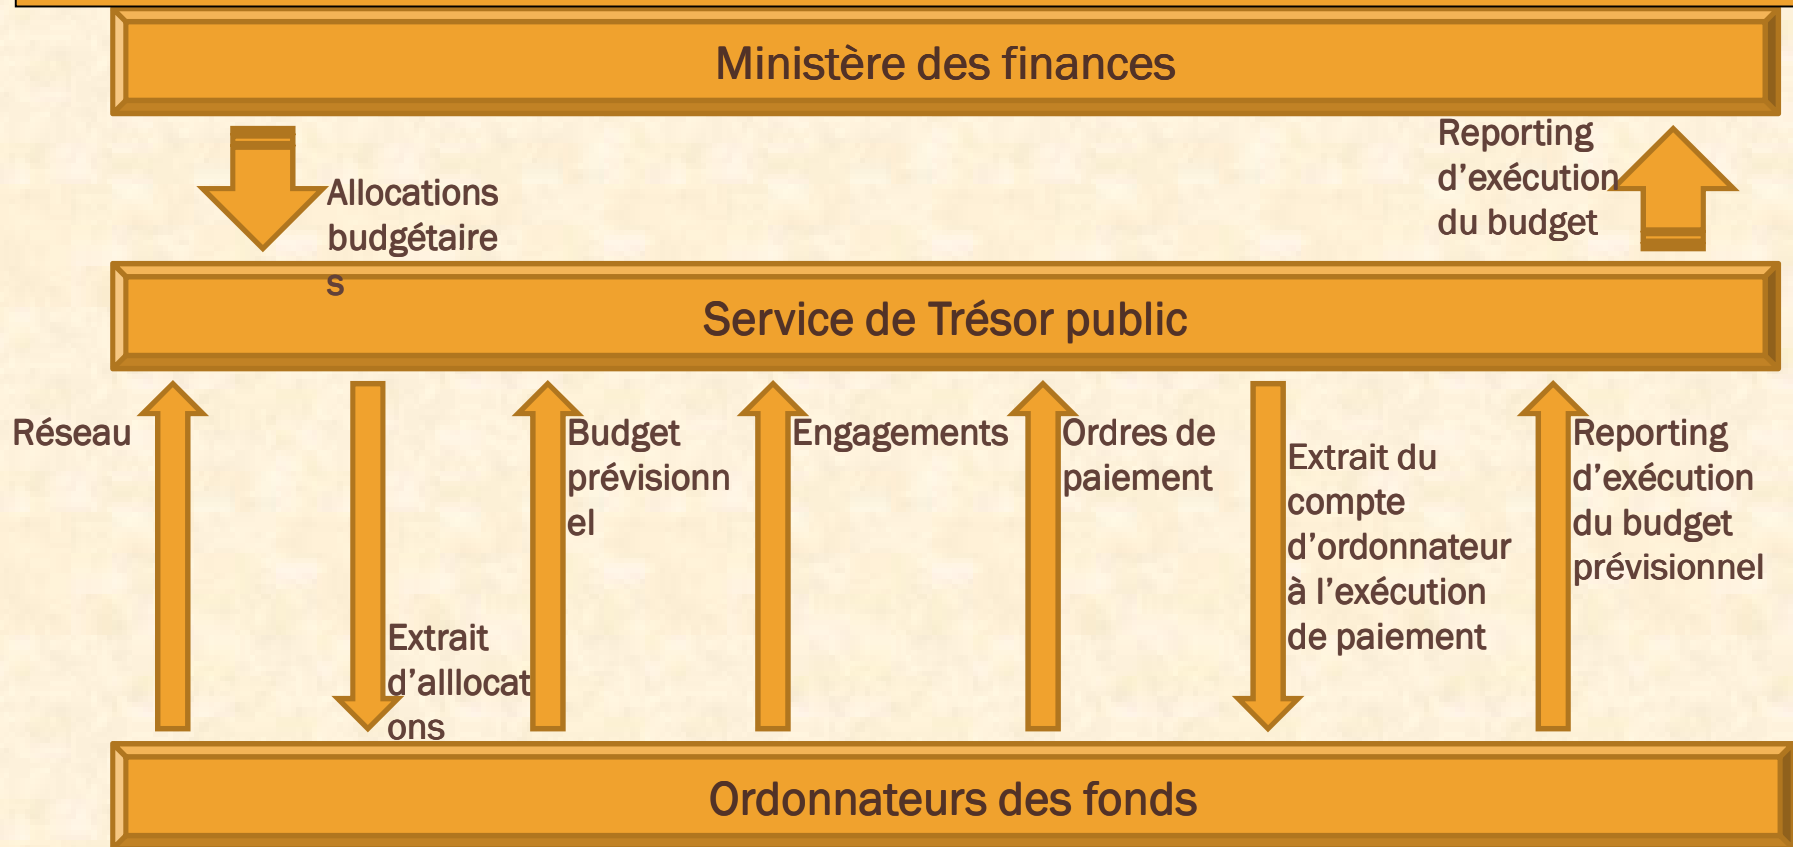 Ministère des finances
Allocations
budgétaire
s
Reporting
d’exécution
du budget
Service de Trésor public
Réseau
Extrait
d’alllocat
ons
Budget
prévisionn
el
Engagements
Ordres de
paiement
Extrait du
compte
d’ordonnateur
à l’exécution
de paiement
Reporting
d’exécution
du budget
prévisionnel
Ordonnateurs des fonds